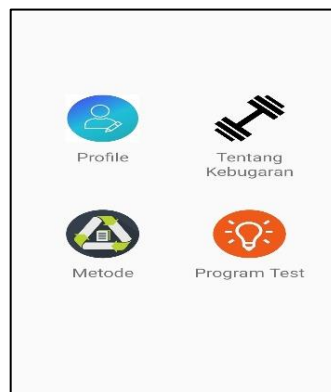 Profile
Tentang
Kebugaran
Metode
Program Test